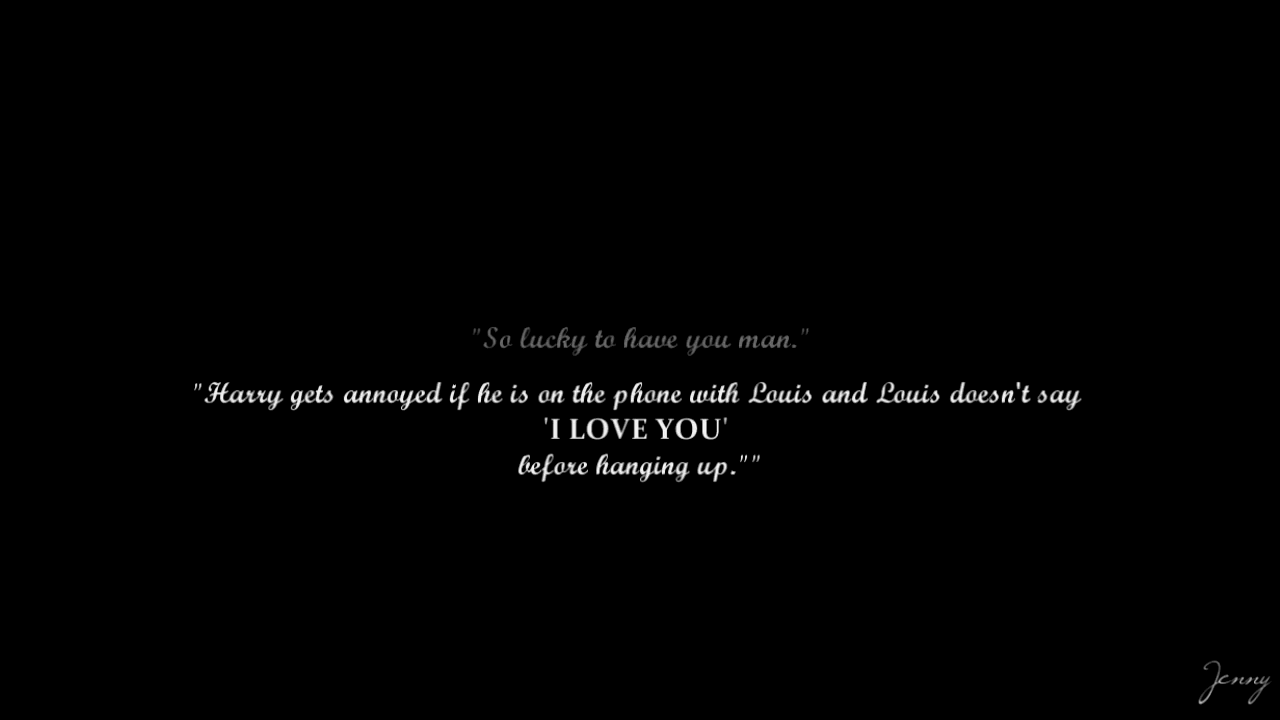 "So lucky to have you man."
"Harry gets annoyed if he is on the phone with Louis and Louis doesn't say
'I LOVE YOU'
before hanging up.""
Jenny